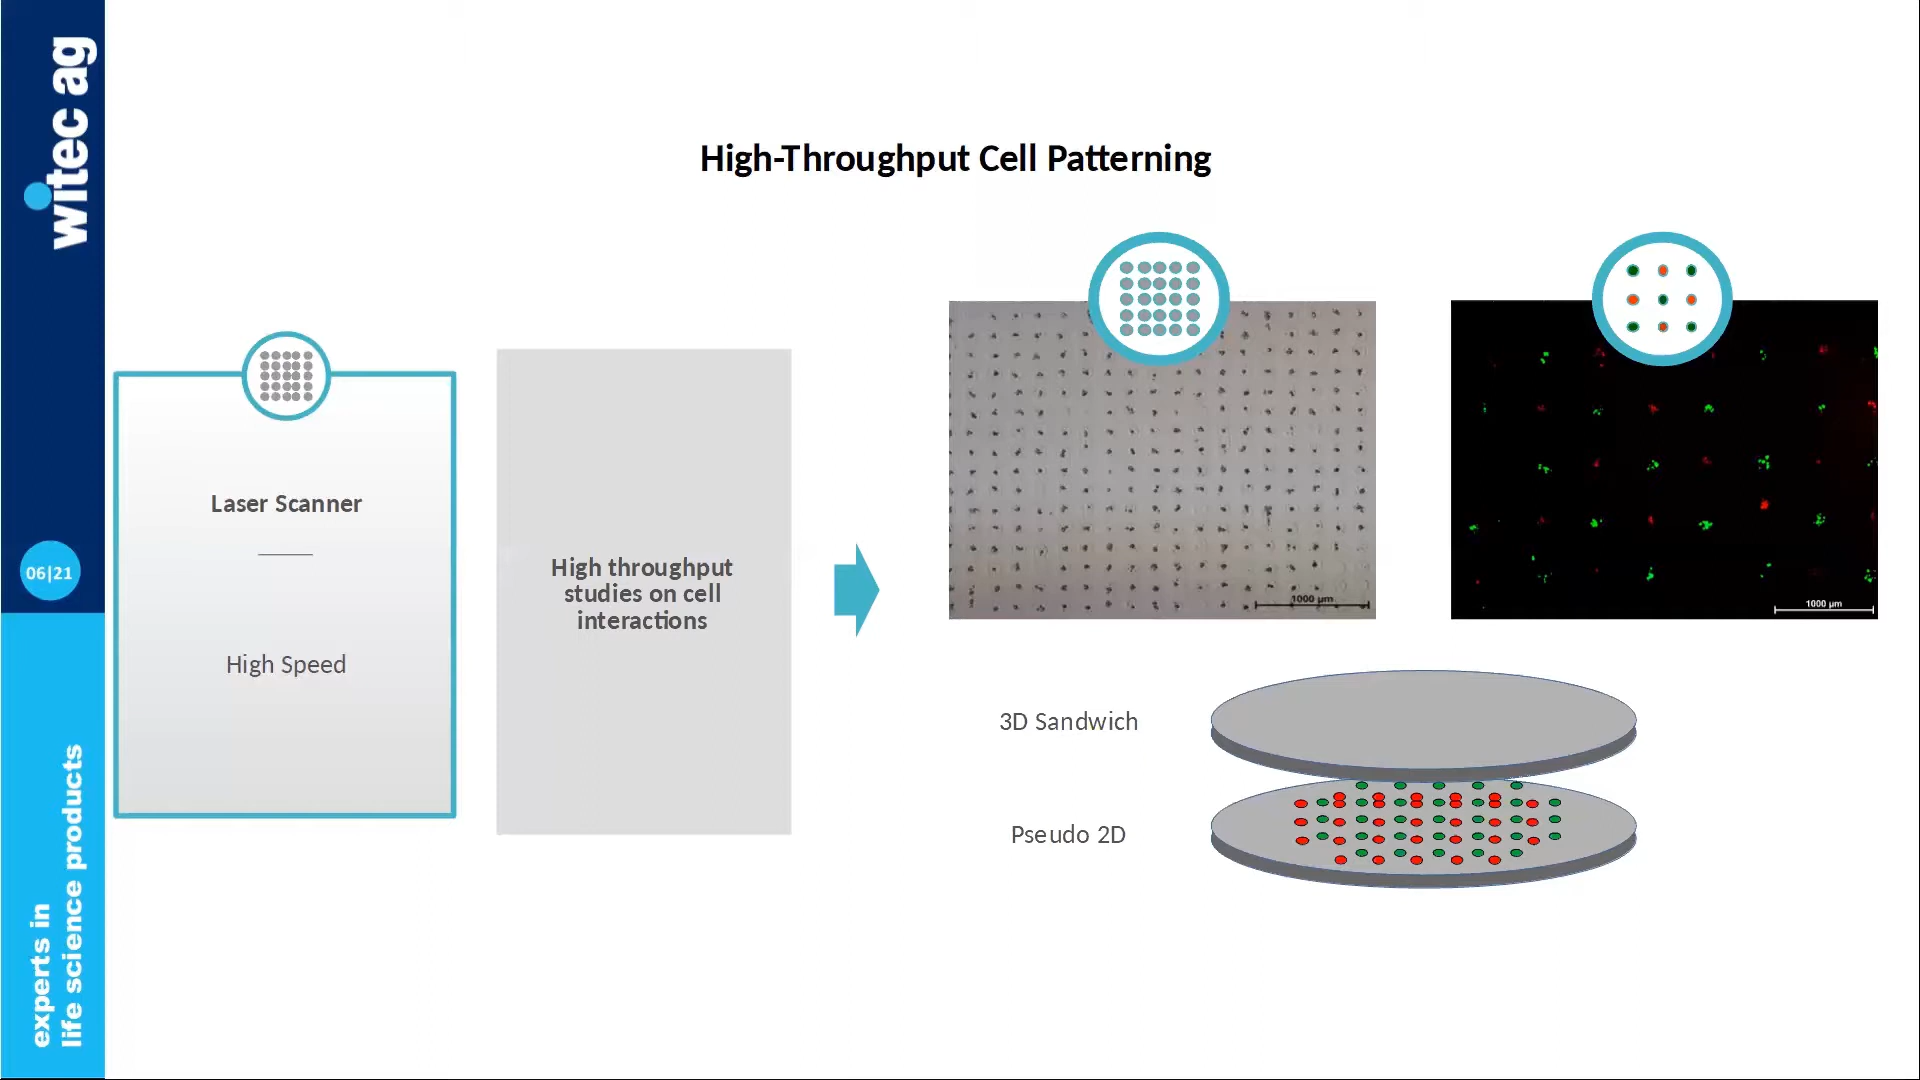 witec ag
06|21
experts in
life science products
High-Throughput Cell Patterning
Laser Scanner
High Speed
High throughput
studies on cell
interactions
1000 µm
1000 µm
3D Sandwich
Pseudo 2D